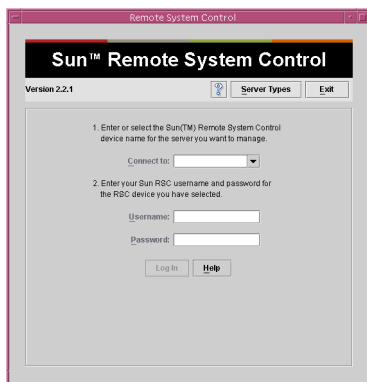 Remote System Control
Sun™ Remote System Control
Version 2.2.1
Server Types
Exit
1. Enter or select the Sun(TM) Remote System Control
device name for the server you want to manage.
Connect to:
2. Enter your Sun RSC username and password for
the RSC device you have selected.
Username:
Password:
Log In
Help